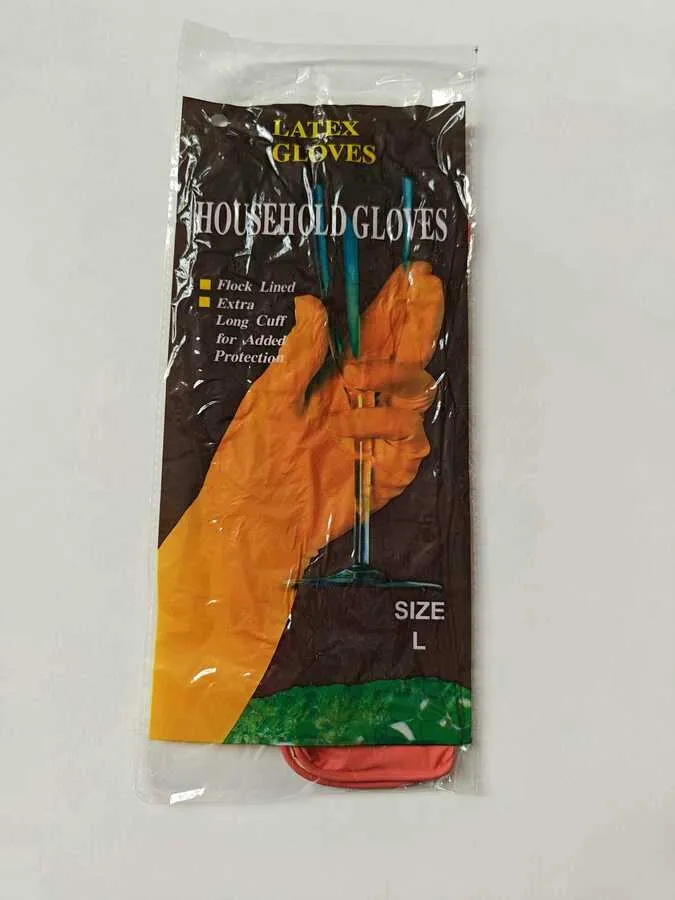 LATEX
GLOVES
HOUSEHOLD GLOVES
Flock Lined
Extra
Long Cuff
for Added
Protection
SIZE
L